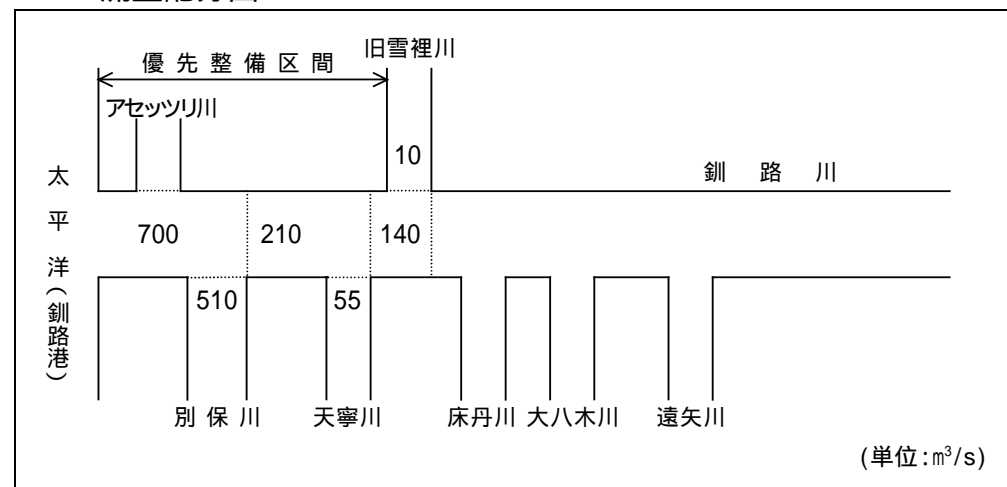 旧雪裡川
優先整備区間
アセッツリ川
10
釧路川
太平洋(釧路港)
700
210
140
510
55
別保川
天寧川
床丹川
大八木川
遠矢川
(単位:m³/s)